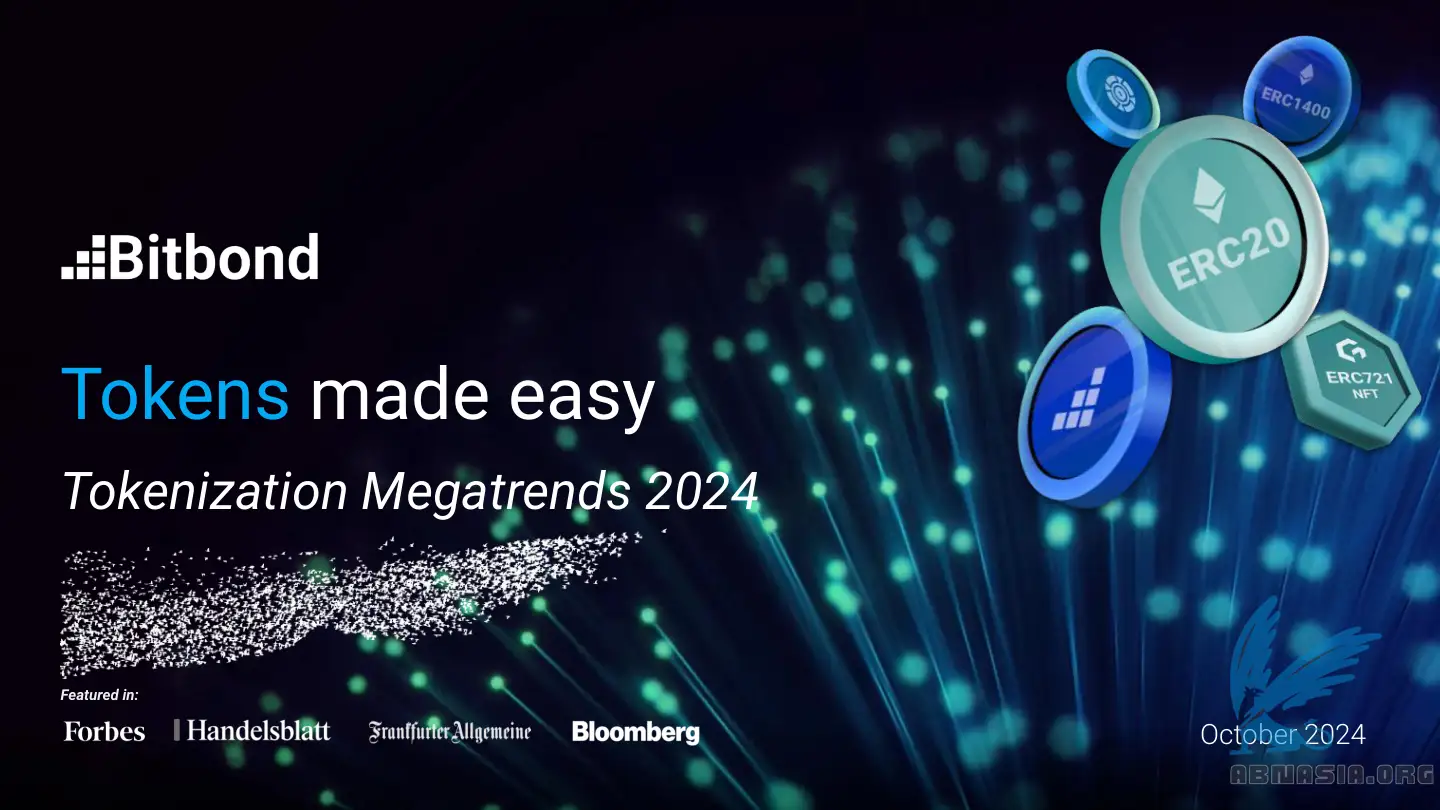 Bitbond
Tokens made easy
Tokenization Megatrends 2024
Featured in:
Forbes
Handelsblatt
Frankfurter Allgemeine
Bloomberg
ERC1400
ERC20
ERC721
NFT
October 2024
ABNASIA.ORG